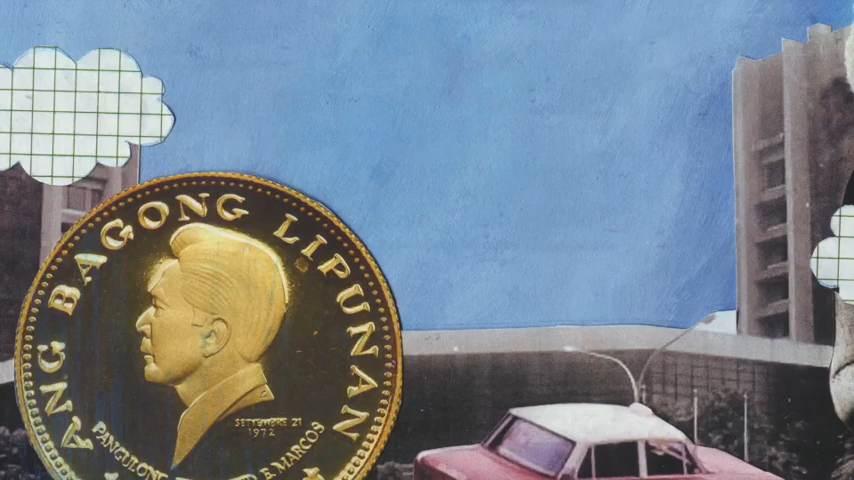 ANG BAGONG LIPUNAN
SETYEMBRE 21
1972
PANGULONG
E. MARCOS